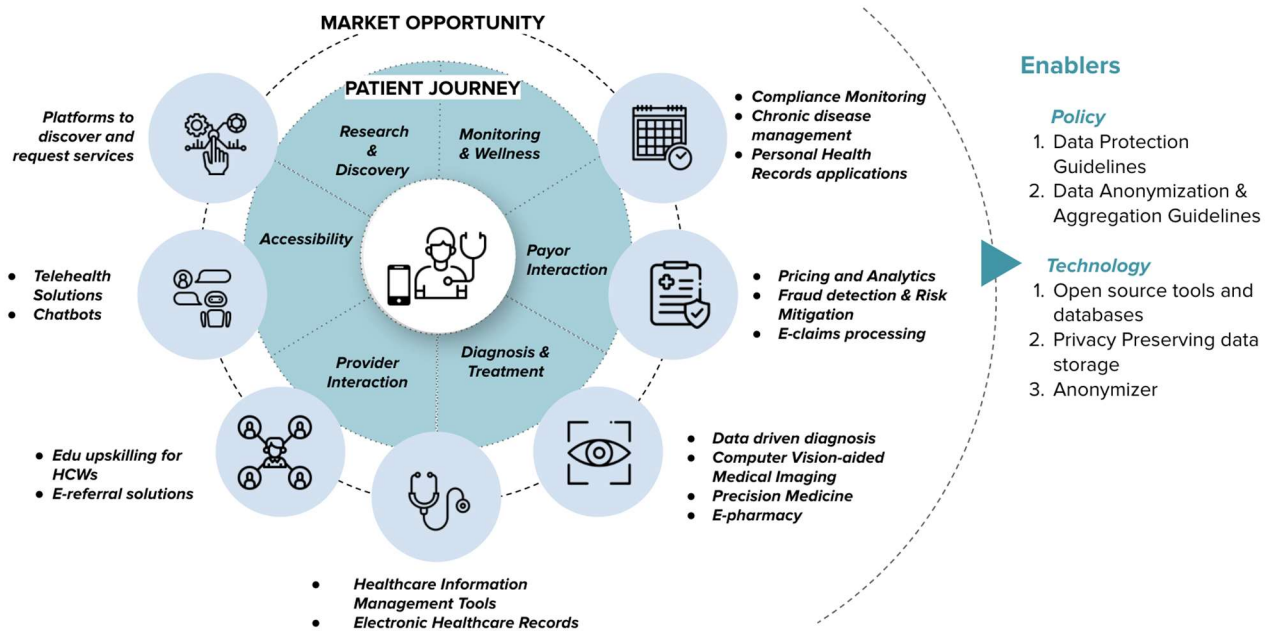 MARKET OPPORTUNITY
PATIENT JOURNEY
Research
&
Discovery
Monitoring
& Wellness
Accessibility
Payor
Interaction
Provider
Interaction
Diagnosis &
Treatment
Platforms to
discover and
request services
● Telehealth
Solutions
● Chatbots
● Edu upskilling for
HCWs
● E-referral solutions
● Healthcare Information
Management Tools
● Electronic Healthcare Records
● Data driven diagnosis
● Computer Vision-aided
Medical Imaging
● Precision Medicine
● E-pharmacy
● Pricing and Analytics
● Fraud detection & Risk
Mitigation
● E-claims processing
● Compliance Monitoring
● Chronic disease
management
● Personal Health
Records applications
Enablers
Policy
1. Data Protection
Guidelines
2. Data Anonymization &
Aggregation Guidelines
Technology
1. Open source tools and
databases
2. Privacy Preserving data
storage
3. Anonymizer